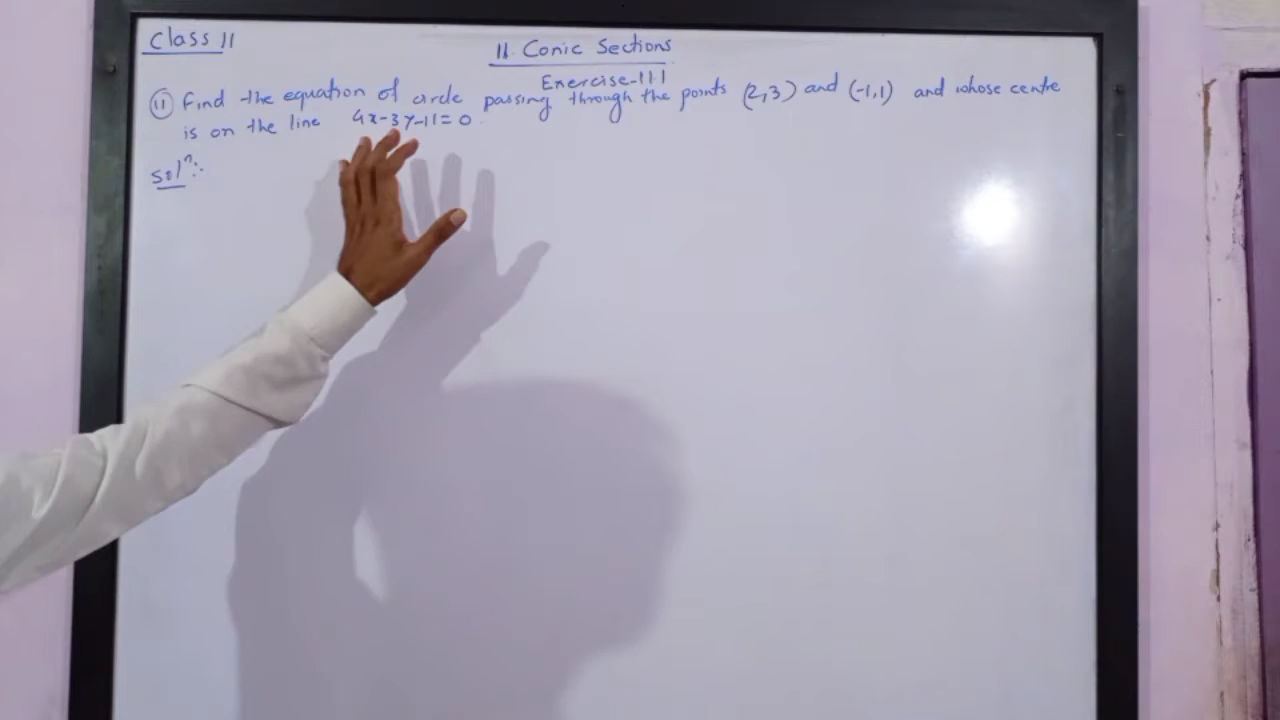 Class 11
11. Conic Sections
Exercise-11.1
(11) Find the equation of circle passing through the points (2,3) and (-1,1) and whose centre
is on the line 4x-3y-11=0.
Solⁿ: